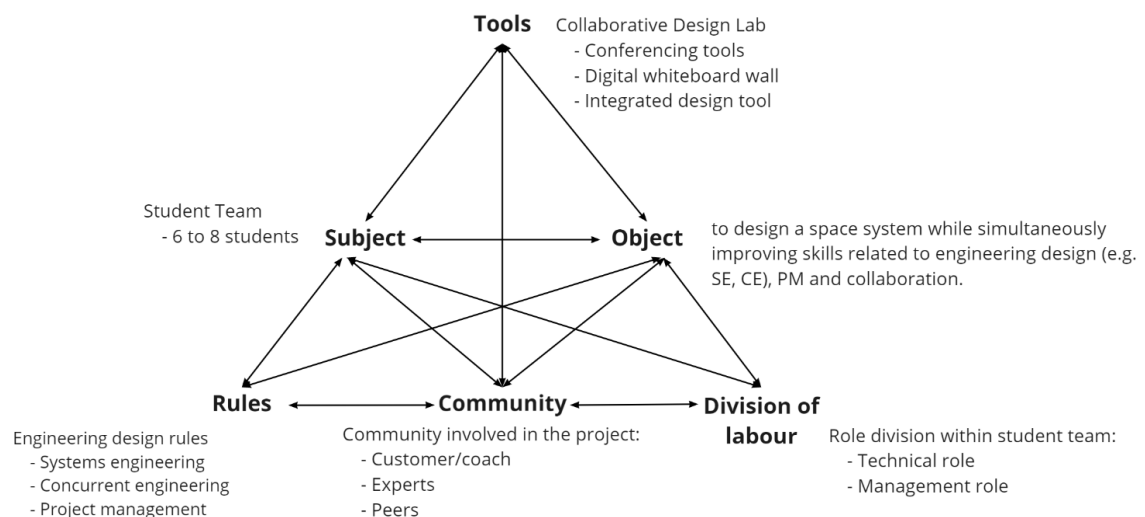 Tools
Collaborative Design Lab
- Conferencing tools
- Digital whiteboard wall
- Integrated design tool
Student Team
- 6 to 8 students
Subject
Object
to design a space system while simultaneously
improving skills related to engineering design (e.g.
SE, CE), PM and collaboration.
Rules
Community
Division of
labour
Engineering design rules
- Systems engineering
- Concurrent engineering
- Project management
Community involved in the project:
- Customer/coach
- Experts
- Peers
Role division within student team:
- Technical role
- Management role